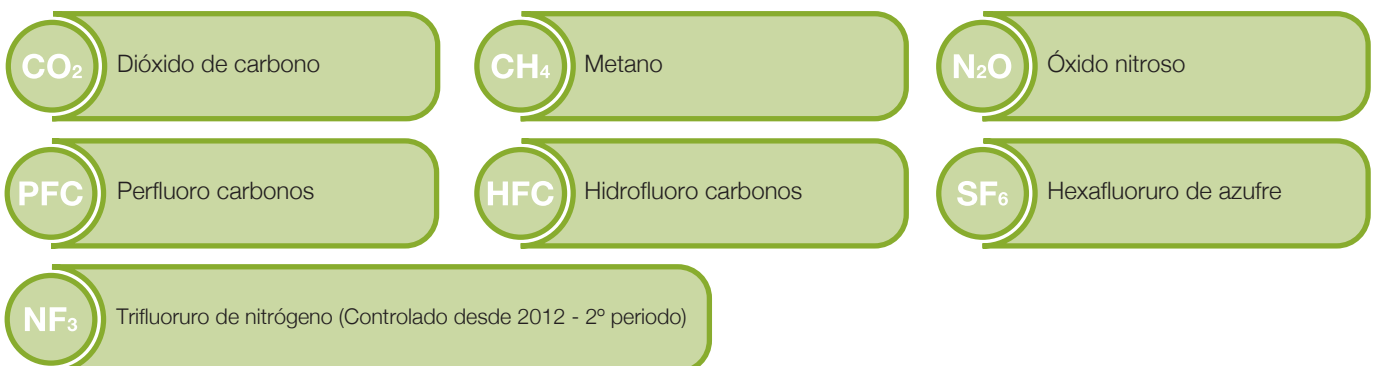 CO₂ Dióxido de carbono
CH₄ Metano
N₂O Óxido nitroso
PFC Perfluoro carbonos
HFC Hidrofluoro carbonos
SF₆ Hexafluoruro de azufre
NF₃ Trifluoruro de nitrógeno (Controlado desde 2012 - 2º periodo)